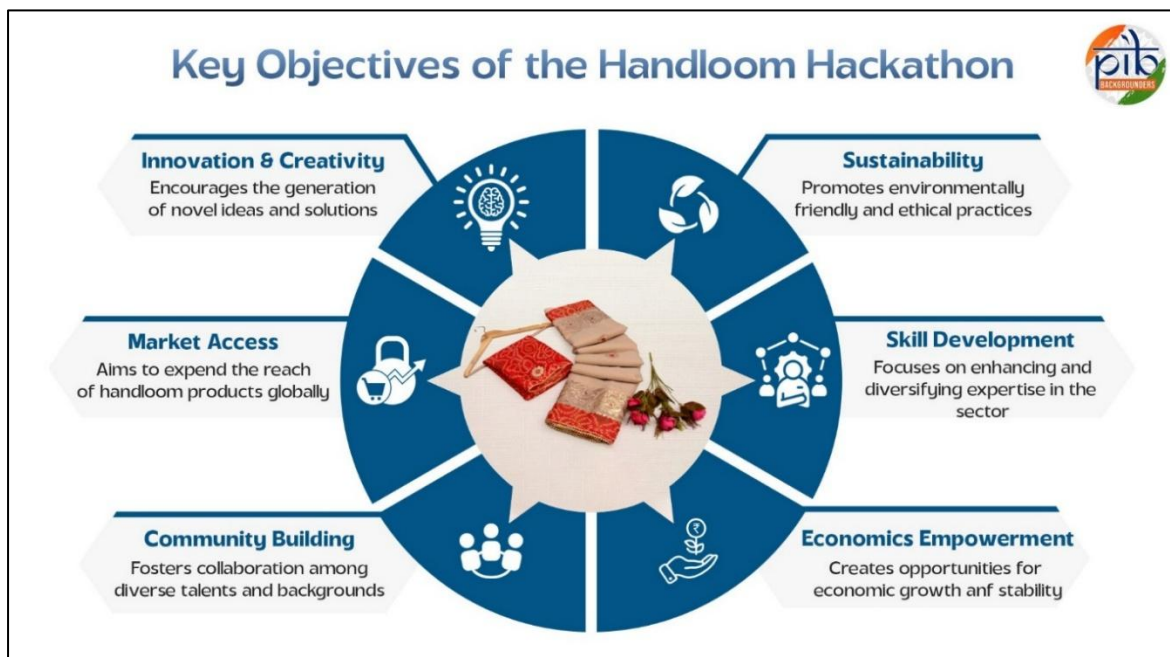 Key Objectives of the Handloom Hackathon
pib
BACKGROUNDERS
Innovation & Creativity
Encourages the generation
of novel ideas and solutions
Sustainability
Promotes environmentally
friendly and ethical practices
Market Access
Aims to expend the reach
of handloom products globally
Skill Development
Focuses on enhancing and
diversifying expertise in the
sector
Community Building
Fosters collaboration among
diverse talents and backgrounds
Economics Empowerment
Creates opportunities for
economic growth anf stability
₹